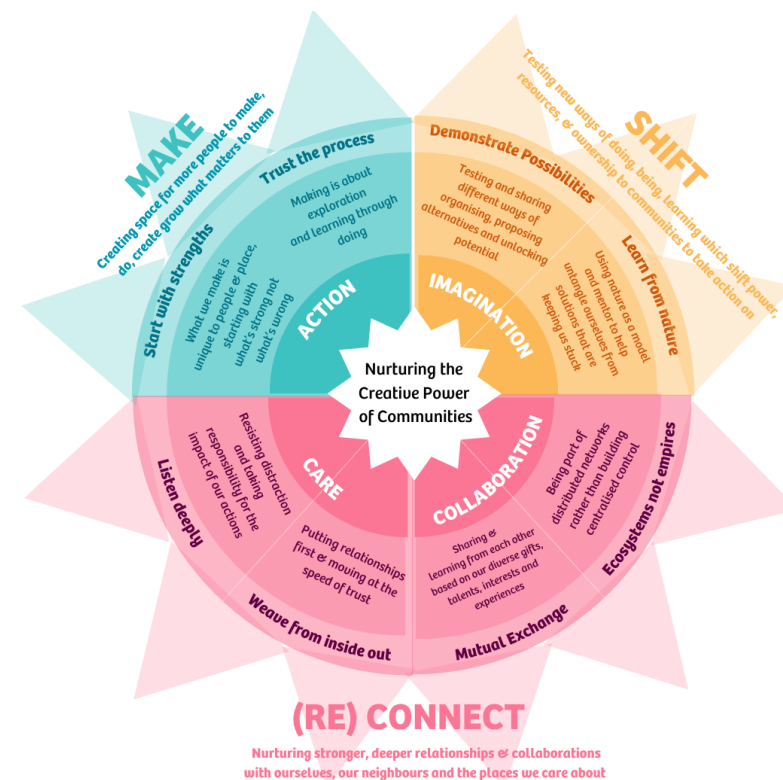 MAKE
Creating space for more people to make,
do, create grow what matters to them
SHIFT
Testing new ways of doing, being, learning which shift power,
resources, & ownership to communities to take action on
Trust the process
Making is about
exploration
and learning through
doing
Start with strengths
What we make is
unique to people & place,
starting with
what's strong not
what's wrong
ACTION
Demonstrate Possibilities
Testing and sharing
different ways of
organising, proposing
alternatives and unlocking
potential
Learn from nature
Using nature as a model
and mentor to help
untangle ourselves from
solutions that are
keeping us stuck
IMAGINATION
Nurturing the
Creative Power
of Communities
CARE
Listen deeply
Resisting distraction
and taking
responsibility for the
impact of our actions
Weave from inside out
Putting relationships
first & moving at the
speed of trust
COLLABORATION
Ecosystems not empires
Being part of
distributed networks
rather than building
centralised control
Mutual Exchange
Sharing &
learning from each other
based on our diverse gifts,
talents, interests and
experiences
(RE) CONNECT
Nurturing stronger, deeper relationships & collaborations
with ourselves, our neighbours and the places we care about